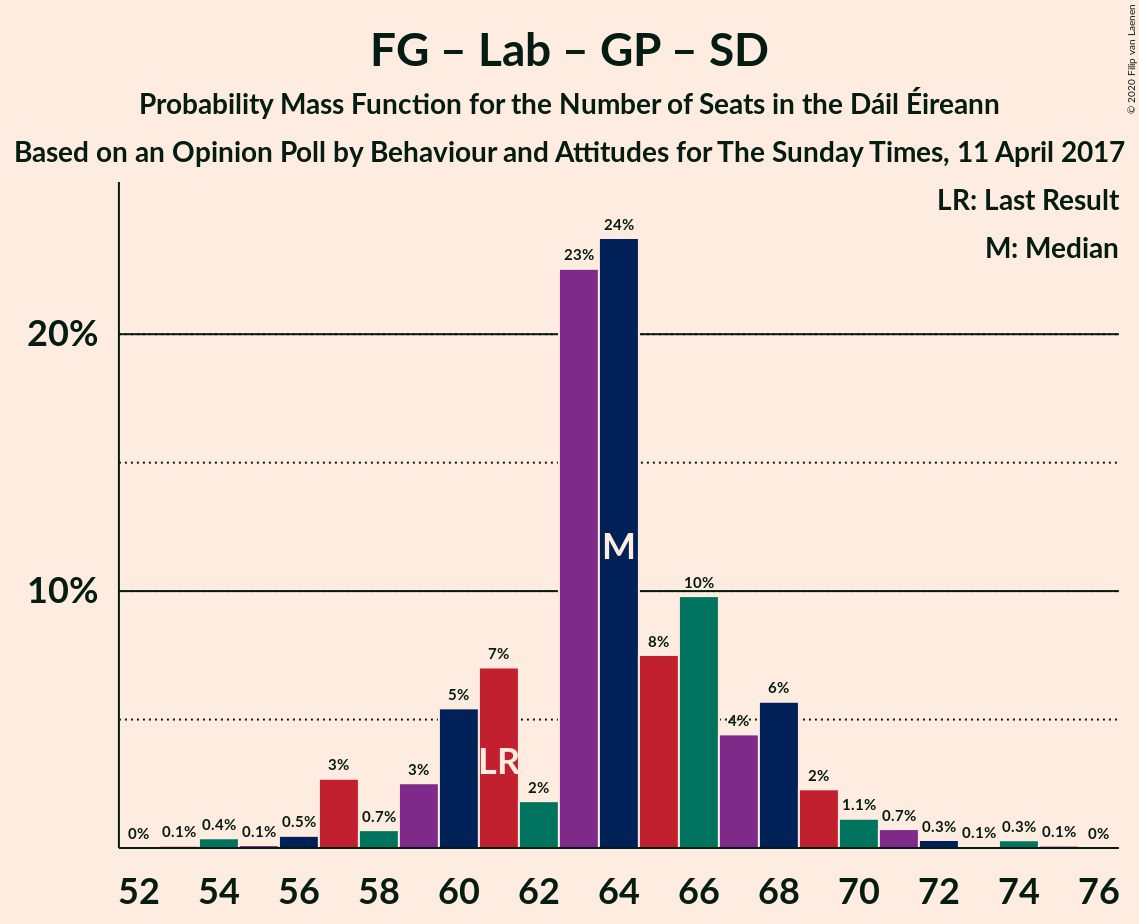 FG – Lab – GP – SD
Probability Mass Function for the Number of Seats in the Dáil Éireann
Based on an Opinion Poll by Behaviour and Attitudes for The Sunday Times, 11 April 2017
© 2020 Filip van Laenen
LR: Last Result
M: Median
20%
10%
0% 0.1% 0.4% 0.1% 0.5% 3% 0.7% 3% 5% 7% 2% 23% 24% 8% 10% 4% 6% 2% 1.1% 0.7% 0.3% 0.1% 0.3% 0.1% 0%
M
LR
52 54 56 58 60 62 64 66 68 70 72 74 76